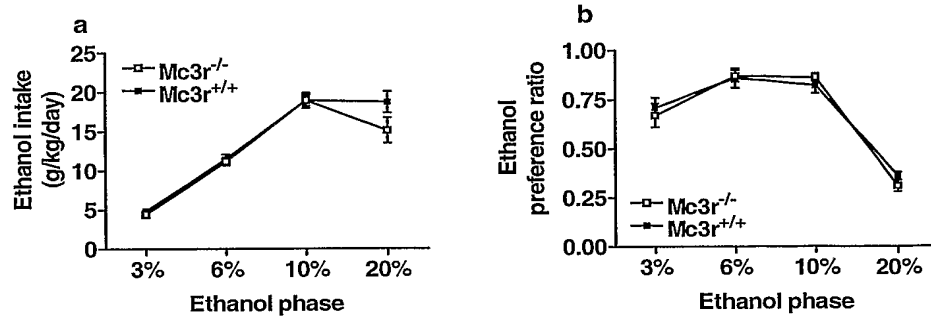 a
Ethanol intake
(g/kg/day)
25
20
15
10
5
0
Mc3r-/-
Mc3r+/+
3% 6% 10% 20%
Ethanol phase
b
Ethanol
preference ratio
1.00
0.75
0.50
0.25
0.00
Mc3r-/-
Mc3r+/+
3% 6% 10% 20%
Ethanol phase